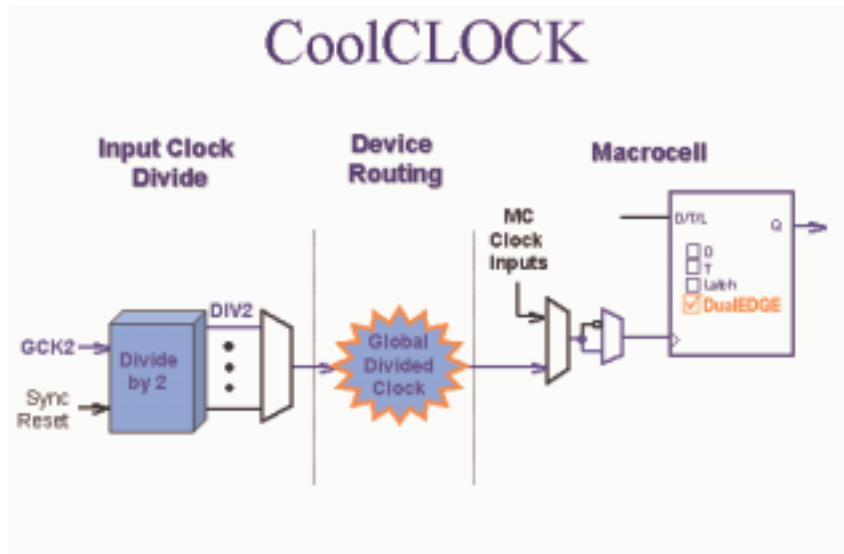 CoolCLOCK
Input Clock
Divide
Device
Routing
Macrocell
MC
Clock
Inputs
D/T/L
Q
D
T
Latch
DualEDGE
DIV2
GCK2
Divide
by 2
Sync
Reset
Global
Divided
Clock